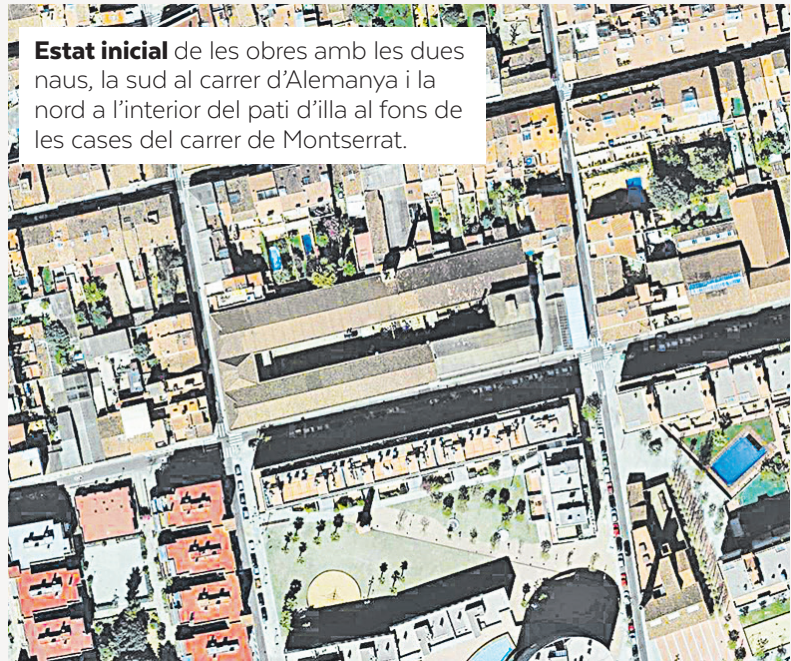 Estat inicial de les obres amb les dues
naus, la sud al carrer d’Alemanya i la
nord a l’interior del pati d’illa al fons de
les cases del carrer de Montserrat.